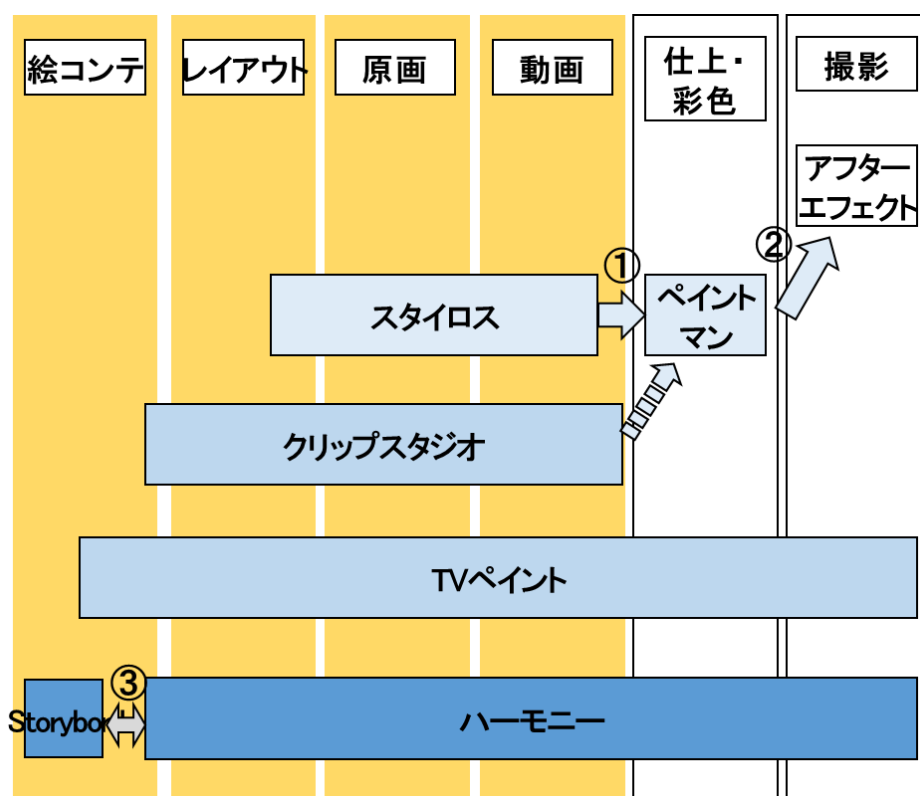 絵コンテ
レイアウト
原画
動画
仕上・
彩色
撮影
アフター
エフェクト
①
②
スタイロス
ペイント
マン
クリップスタジオ
TVペイント
③
Storybor
ハーモニー